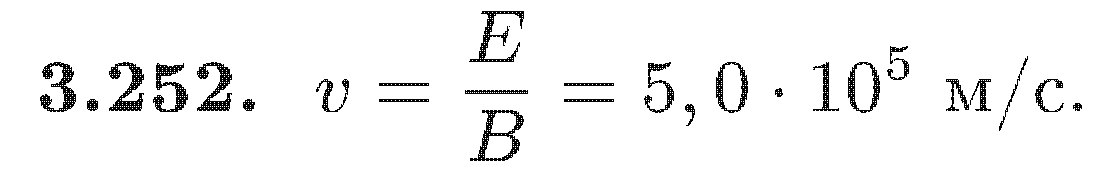 3.252. v = E/B = 5,0 · 10⁵ м/с.